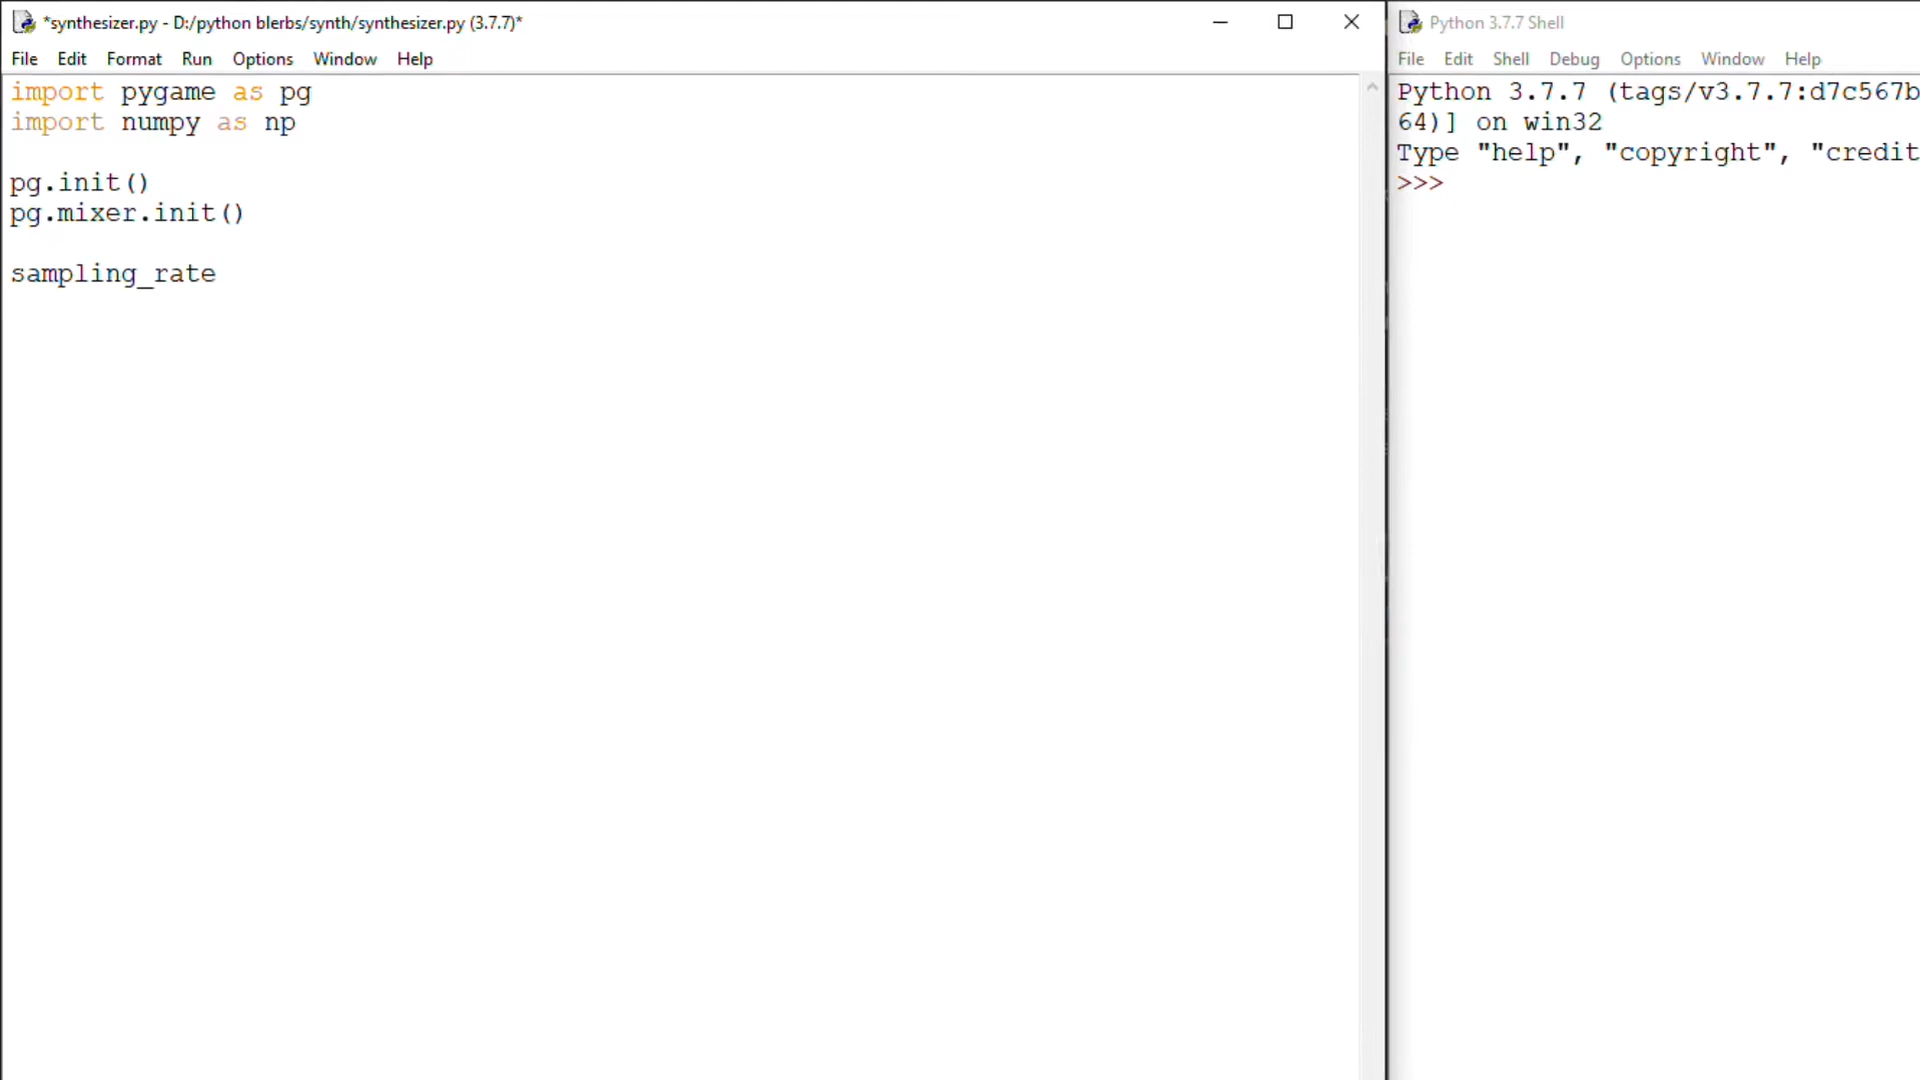 *synthesizer.py - D:/python blerbs/synth/synthesizer.py (3.7.7)*
File Edit Format Run Options Window Help
import pygame as pg
import numpy as np
pg.init()
pg.mixer.init()
sampling_rate
Python 3.7.7 Shell
File Edit Shell Debug Options Window Help
Python 3.7.7 (tags/v3.7.7:d7c567b
64)] on win32
Type "help", "copyright", "credit
>>>